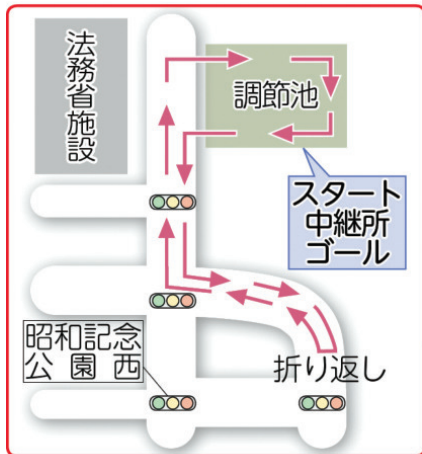 法務省施設
調節池
スタート
中継所
ゴール
昭和記念
公園西
折り返し